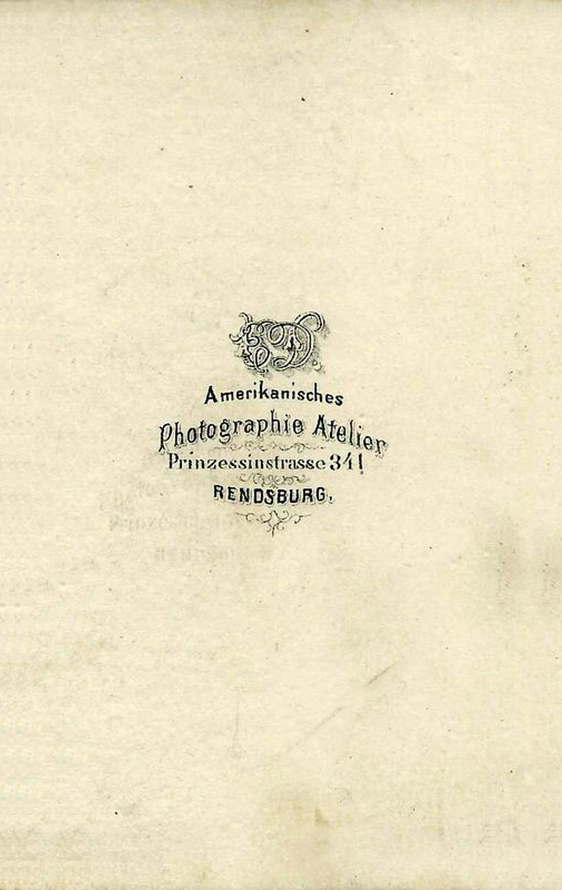 Amerikanisches
Photographie Atelier
Prinzessinstrasse 34!
RENDSBURG.